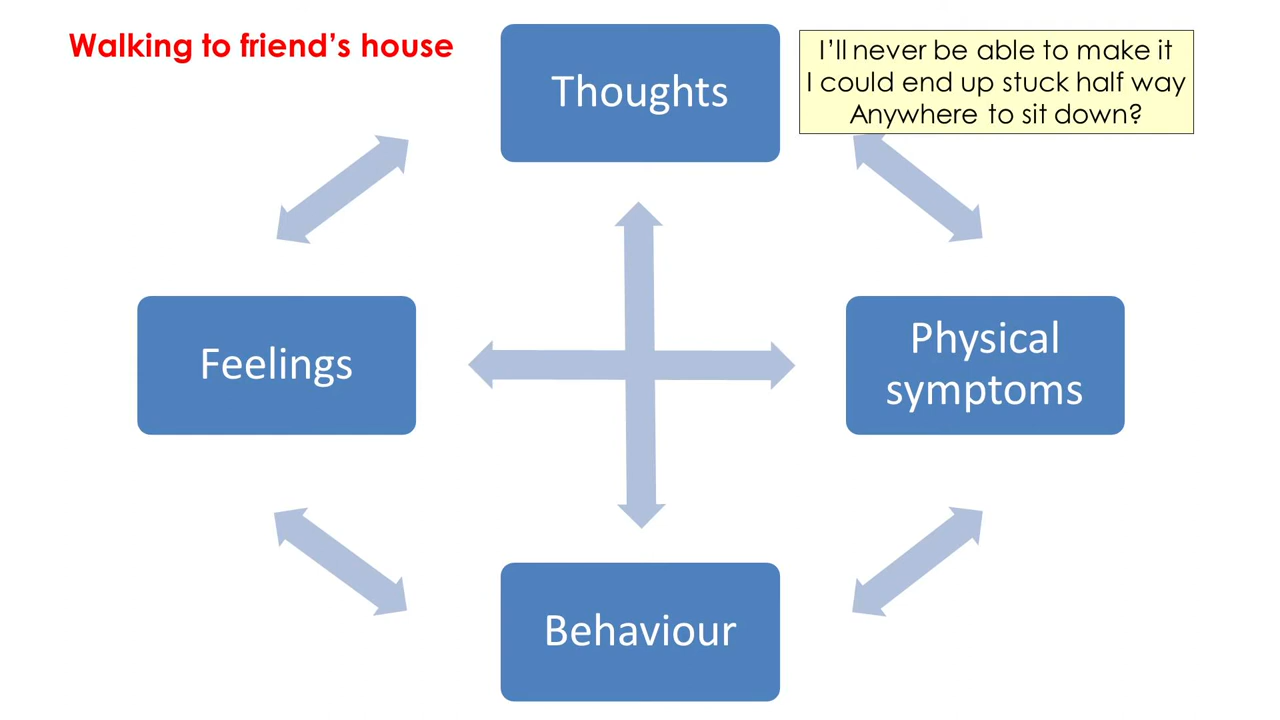 Walking to friend’s house
Thoughts
I’ll never be able to make it
I could end up stuck half way
Anywhere to sit down?
Feelings
Physical
symptoms
Behaviour